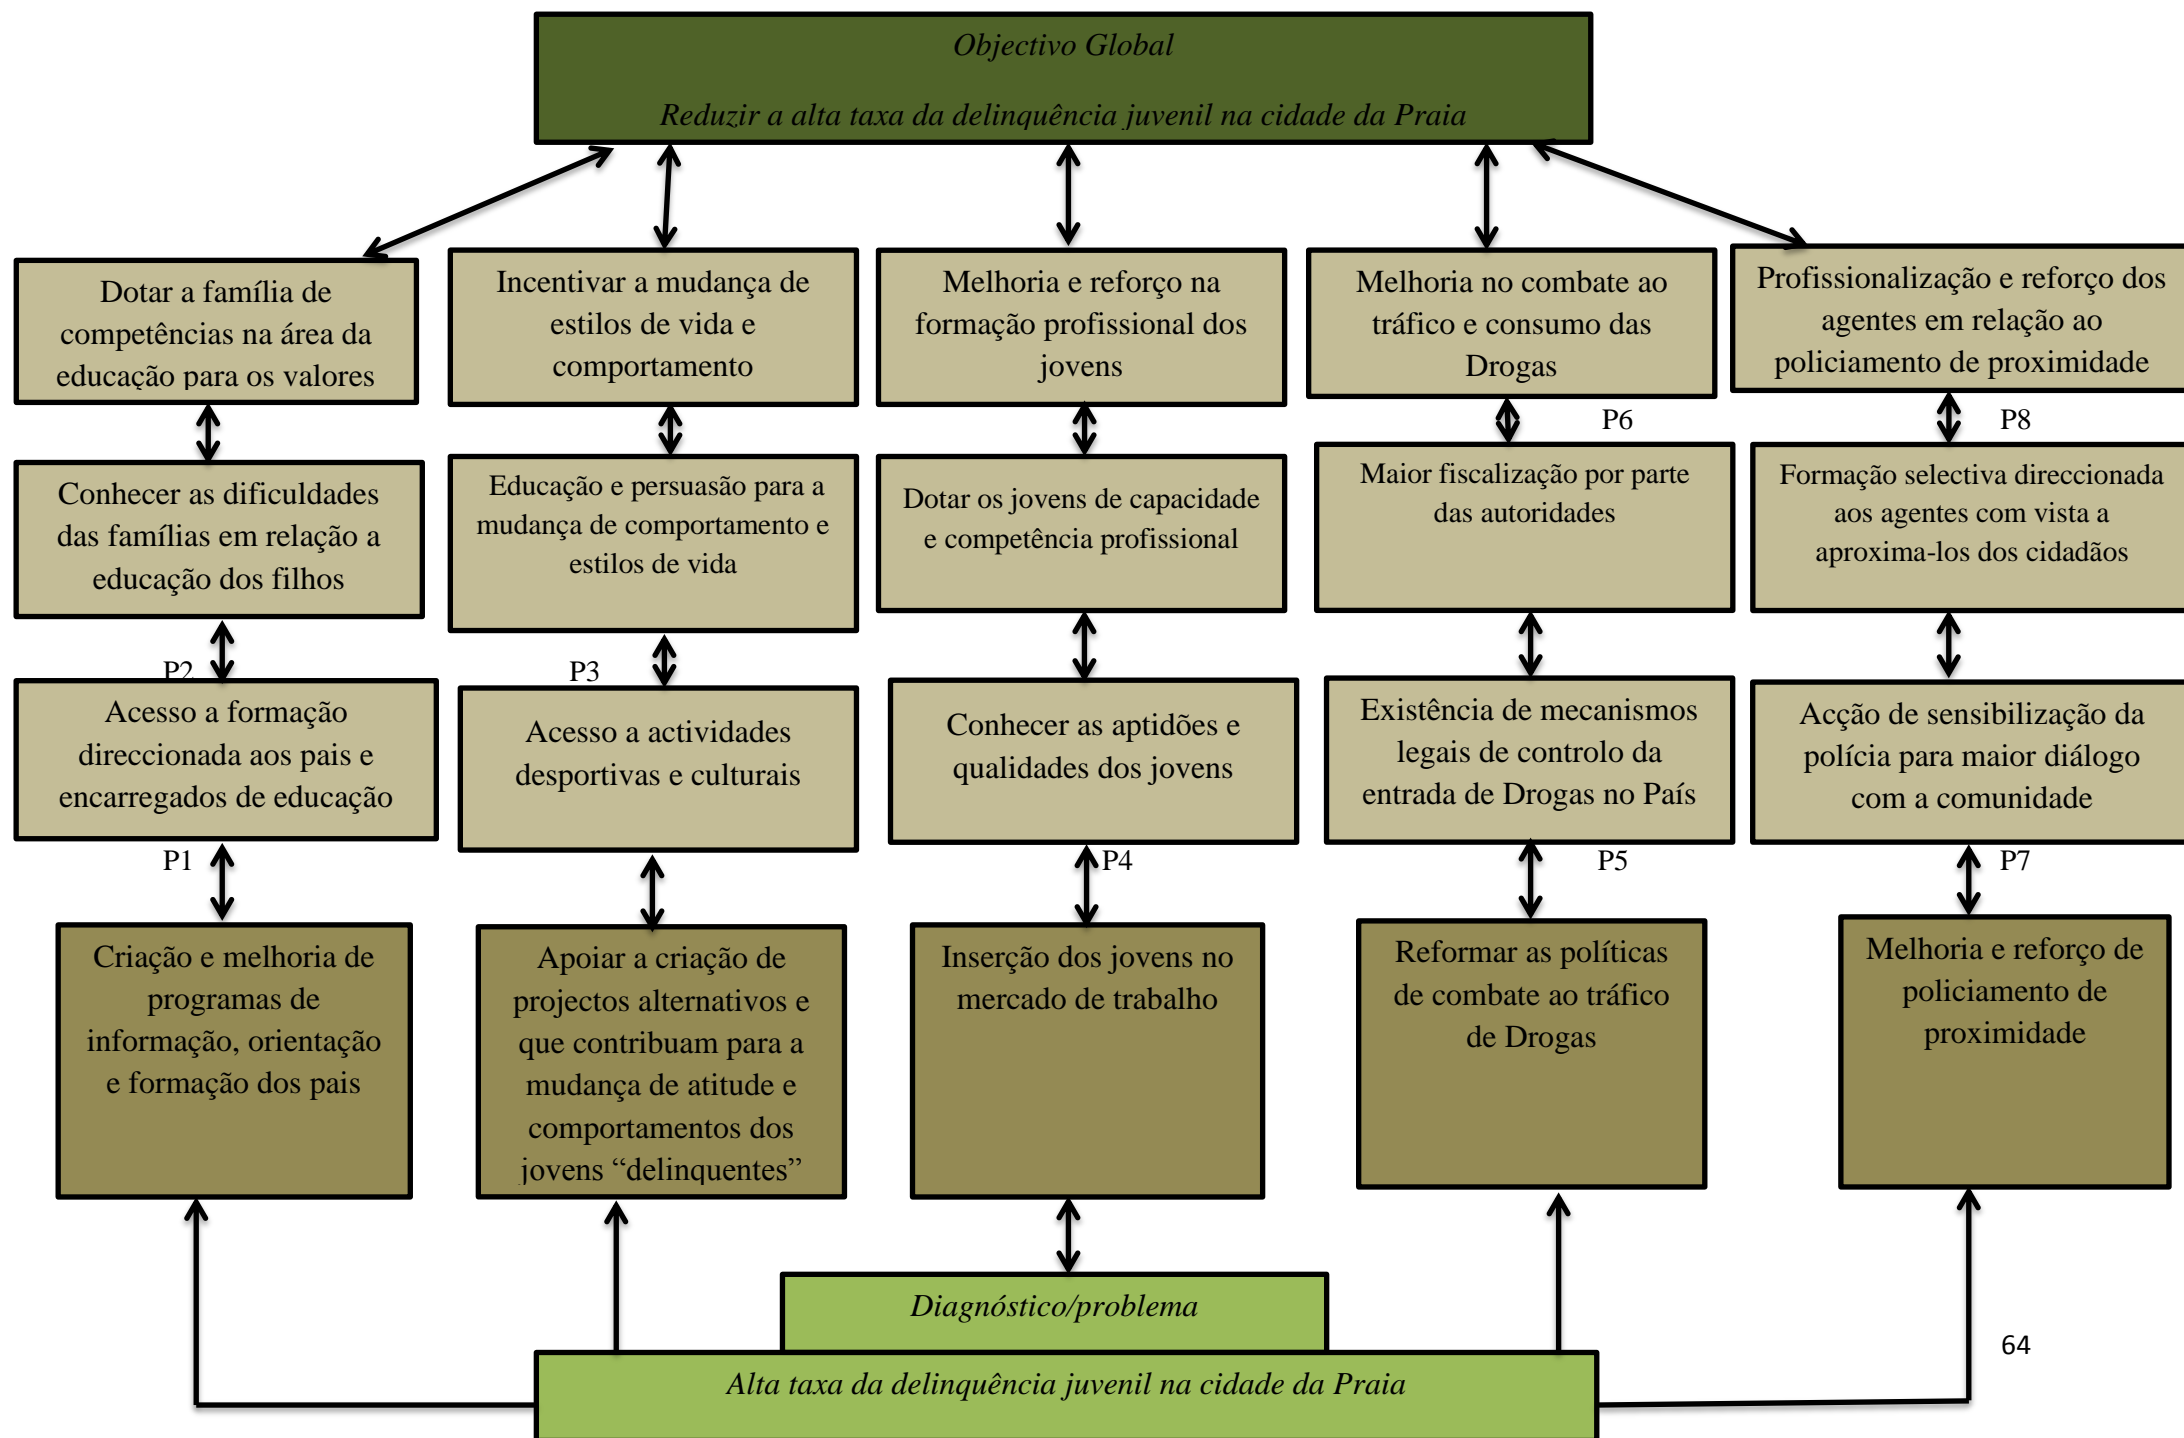 Objectivo Global
Reduzir a alta taxa da delinquência juvenil na cidade da Praia
Dotar a família de
competências na área da
educação para os valores
Incentivar a mudança de
estilos de vida e
comportamento
Melhoria e reforço na
formação profissional dos
jovens
Melhoria no combate ao
tráfico e consumo das
Drogas
Profissionalização e reforço dos
agentes em relação ao
policiamento de proximidade
P6
P8
Conhecer as dificuldades
das famílias em relação a
educação dos filhos
Educação e persuasão para a
mudança de comportamento e
estilos de vida
Dotar os jovens de capacidade
e competência profissional
Maior fiscalização por parte
das autoridades
Formação selectiva direccionada
aos agentes com vista a
aproxima-los dos cidadãos
P2
P3
Acesso a formação
direccionada aos pais e
encarregados de educação
Acesso a actividades
desportivas e culturais
Conhecer as aptidões e
qualidades dos jovens
Existência de mecanismos
legais de controlo da
entrada de Drogas no País
Acção de sensibilização da
polícia para maior diálogo
com a comunidade
P1
P4
P5
P7
Criação e melhoria de
programas de
informação, orientação
e formação dos pais
Apoiar a criação de
projectos alternativos e
que contribuam para a
mudança de atitude e
comportamentos dos
jovens “delinquentes”
Inserção dos jovens no
mercado de trabalho
Reformar as políticas
de combate ao tráfico
de Drogas
Melhoria e reforço de
policiamento de
proximidade
Diagnóstico/problema
Alta taxa da delinquência juvenil na cidade da Praia
64